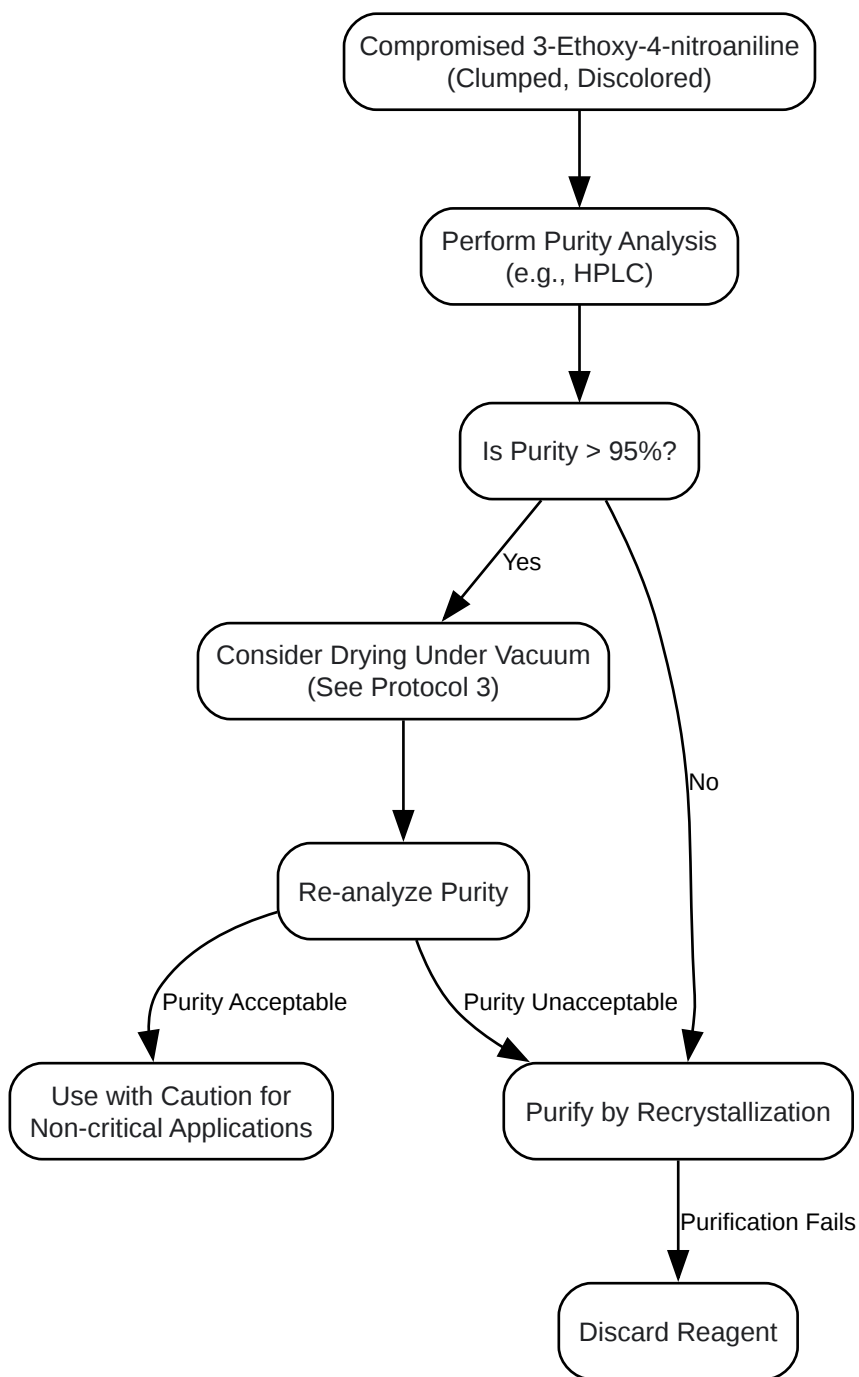 Compromised 3-Ethoxy-4-nitroaniline
(Clumped, Discolored)
Perform Purity Analysis
(e.g., HPLC)
Is Purity > 95%?
Yes
Consider Drying Under Vacuum
(See Protocol 3)
No
Re-analyze Purity
Purity Acceptable
Purity Unacceptable
Use with Caution for
Non-critical Applications
Purify by Recrystallization
Purification Fails
Discard Reagent